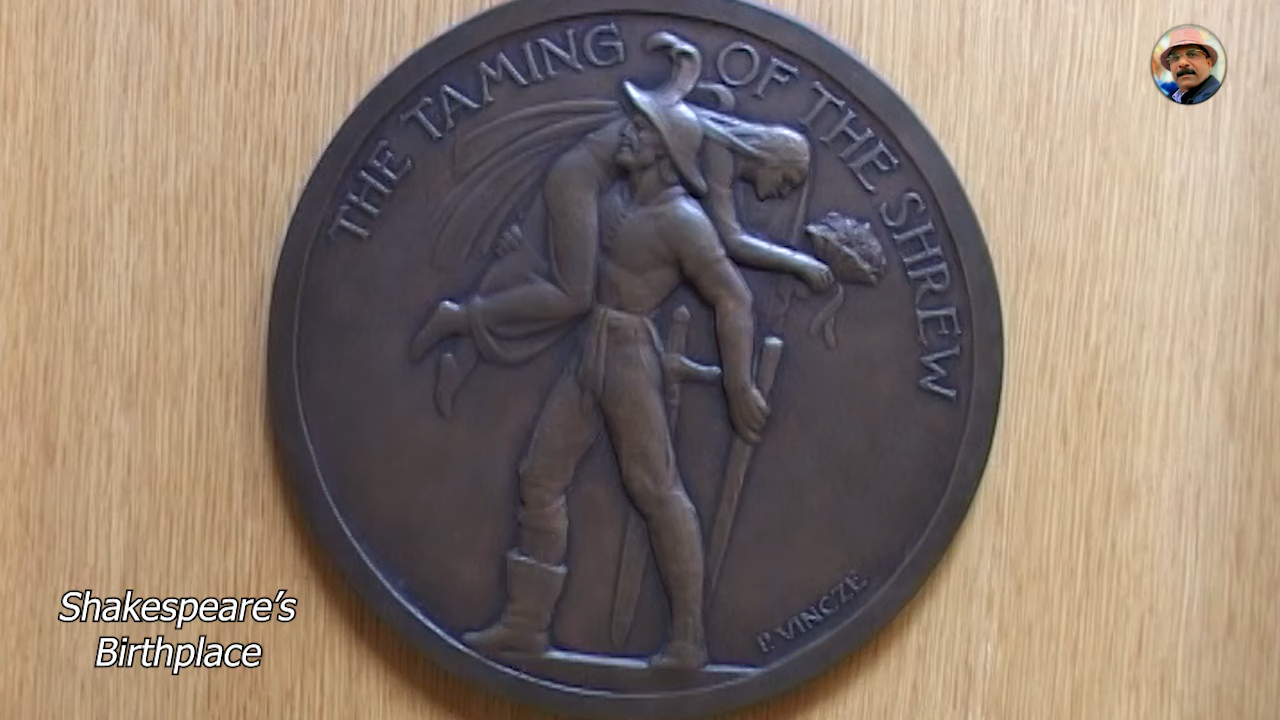 THE TAMING OF THE SHREW
P. VINCZE
Shakespeare's
Birthplace